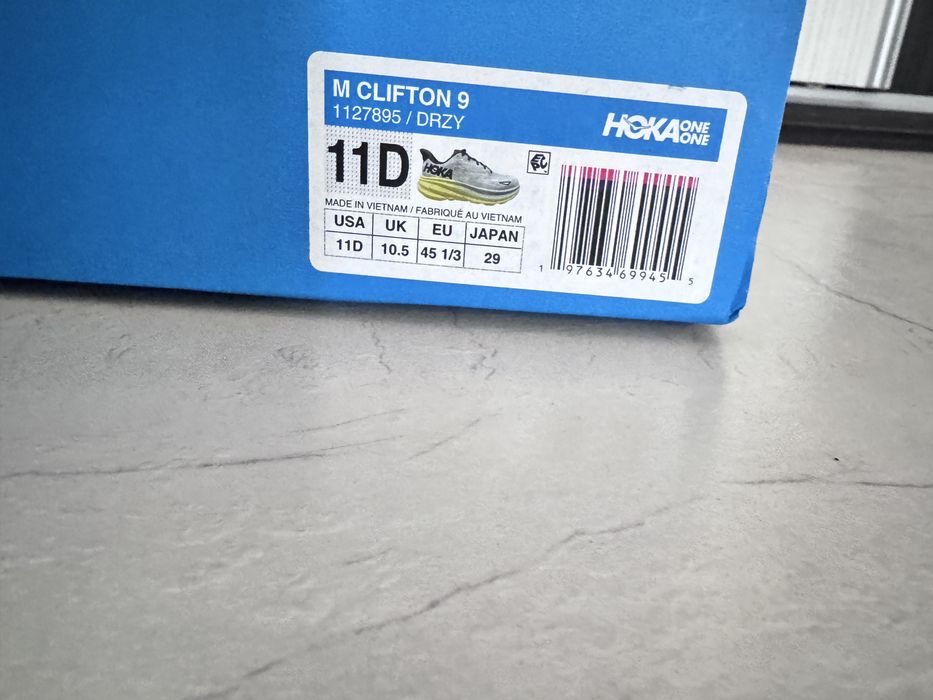 M CLIFTON 9
1127895 / DRZY
HOKA ONE ONE
11D
HOKA
MADE IN VIETNAM / FABRIQUÉ AU VIETNAM
USA UK EU JAPAN
11D 10.5 45 1/3 29
1 97634 69945 5